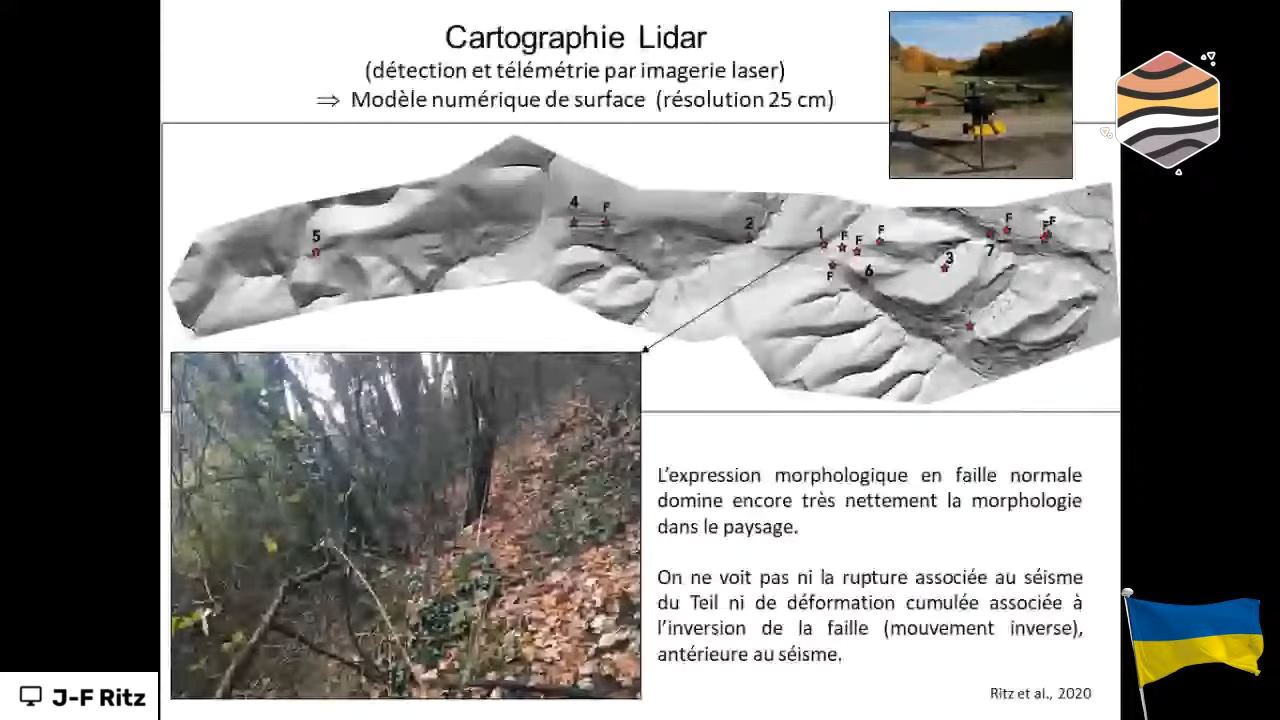 Cartographie Lidar
(détection et télémétrie par imagerie laser)
⇒ Modèle numérique de surface (résolution 25 cm)
5
4
F
2
1
F
F
F
F
6
3
7
F
F
F
L'expression morphologique en faille normale
domine encore très nettement la morphologie
dans le paysage.
On ne voit pas ni la rupture associée au séisme
du Teil ni de déformation cumulée associée à
l'inversion de la faille (mouvement inverse),
antérieure au séisme.
Ritz et al., 2020
J-F Ritz